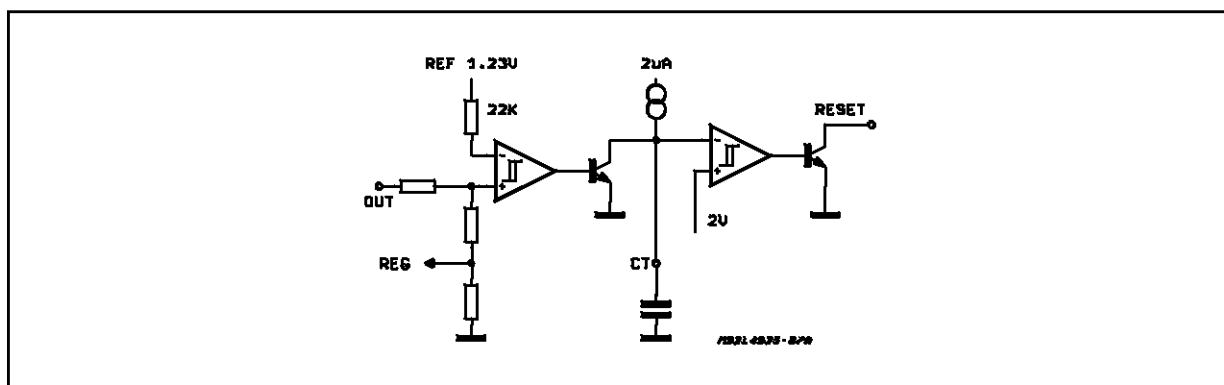 REF 1.23V
2uA
22K
RESET
-
-
+
+
OUT
2V
REG
CT